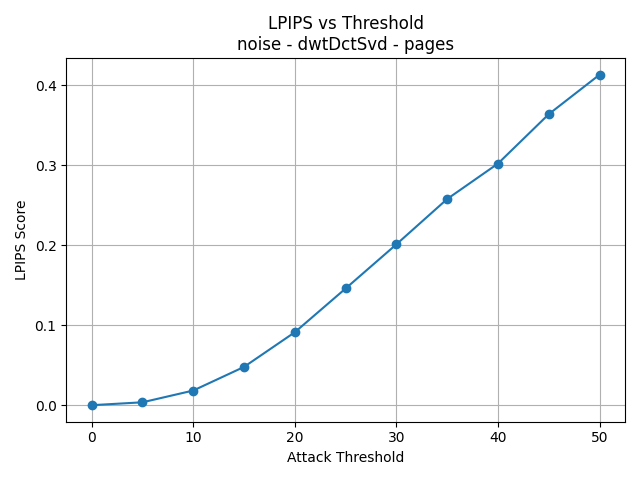 LPIPS vs Threshold
noise - dwtDctSvd - pages
LPIPS Score
0.4
0.3
0.2
0.1
0.0
0 10 20 30 40 50
Attack Threshold